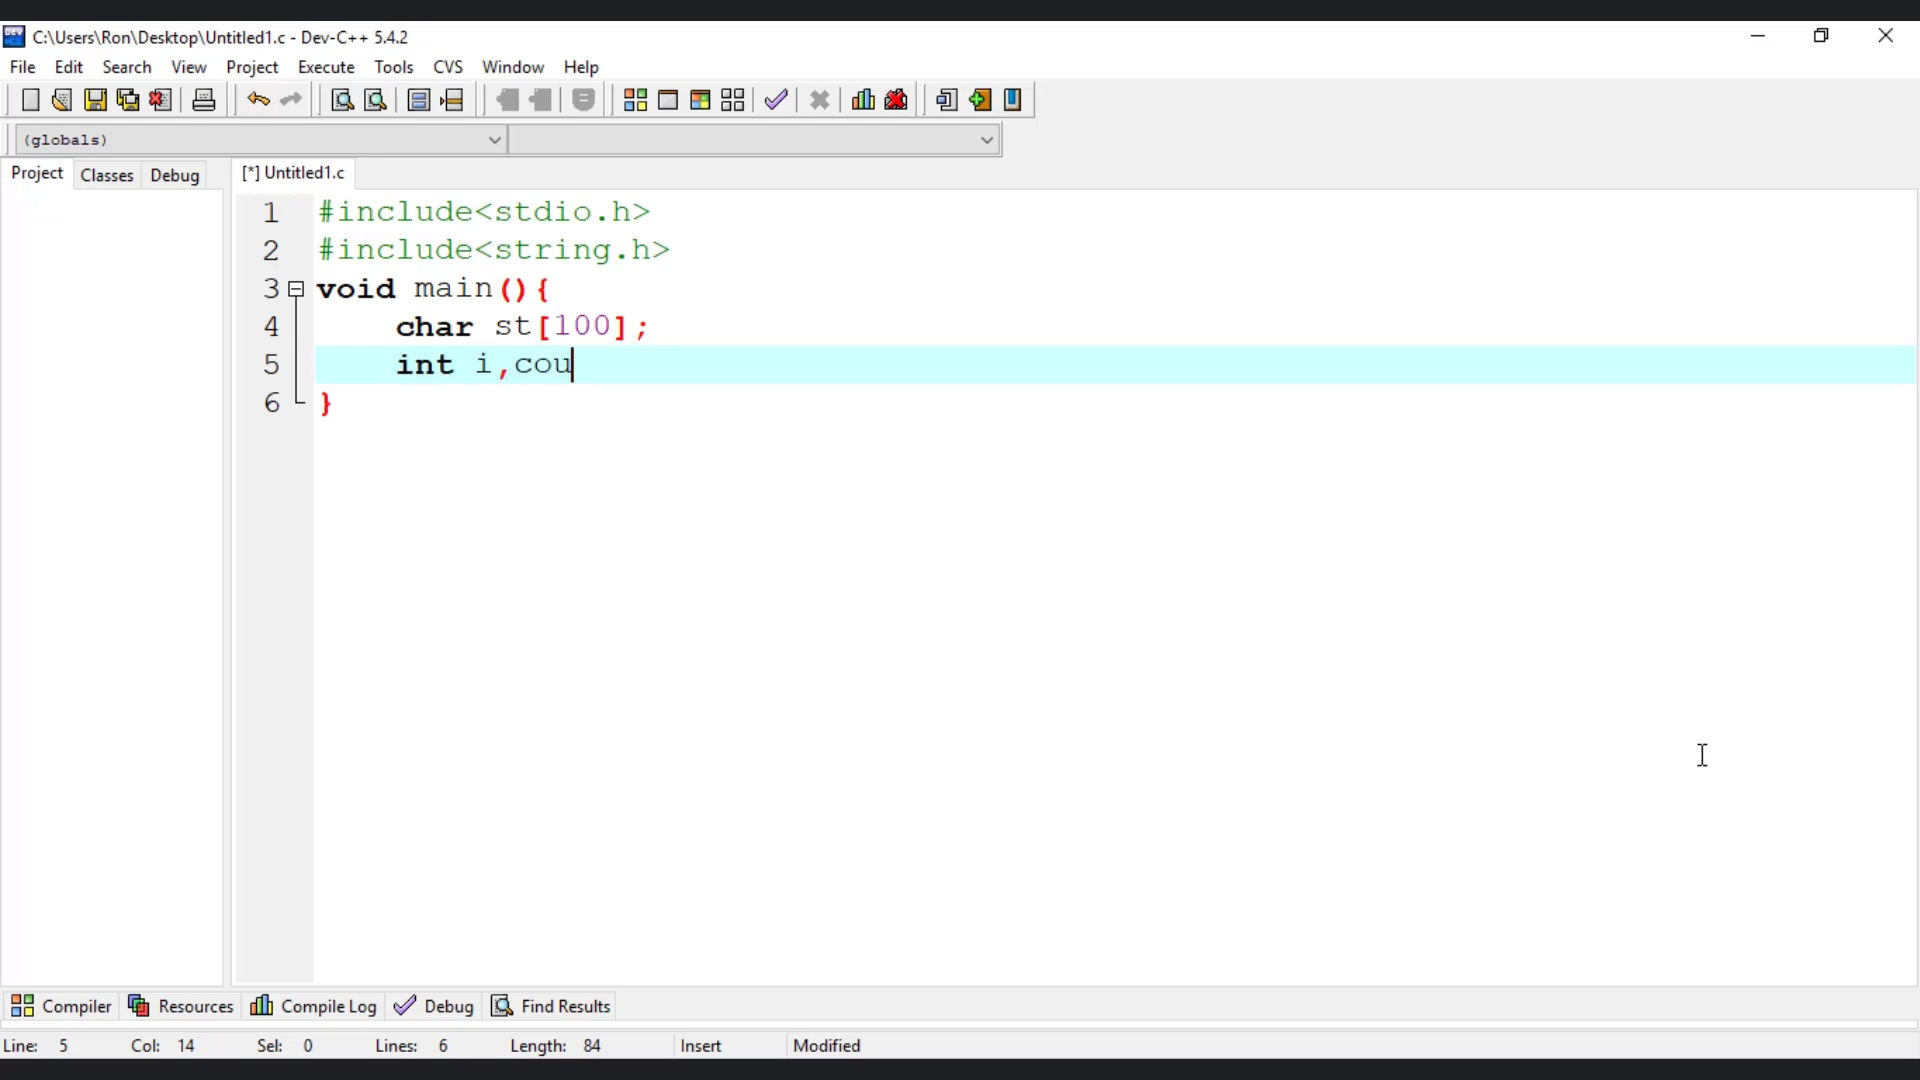 C:\Users\Ron\Desktop\Untitled1.c - Dev-C++ 5.4.2
File Edit Search View Project Execute Tools CVS Window Help
(globals)
Project Classes Debug [*] Untitled1.c
1 #include<stdio.h>
2 #include<string.h>
3 void main(){
4 char st[100];
5 int i,cou
6 }
Compiler Resources Compile Log Debug Find Results
Line: 5 Col: 14 Sel: 0 Lines: 6 Length: 84 Insert Modified